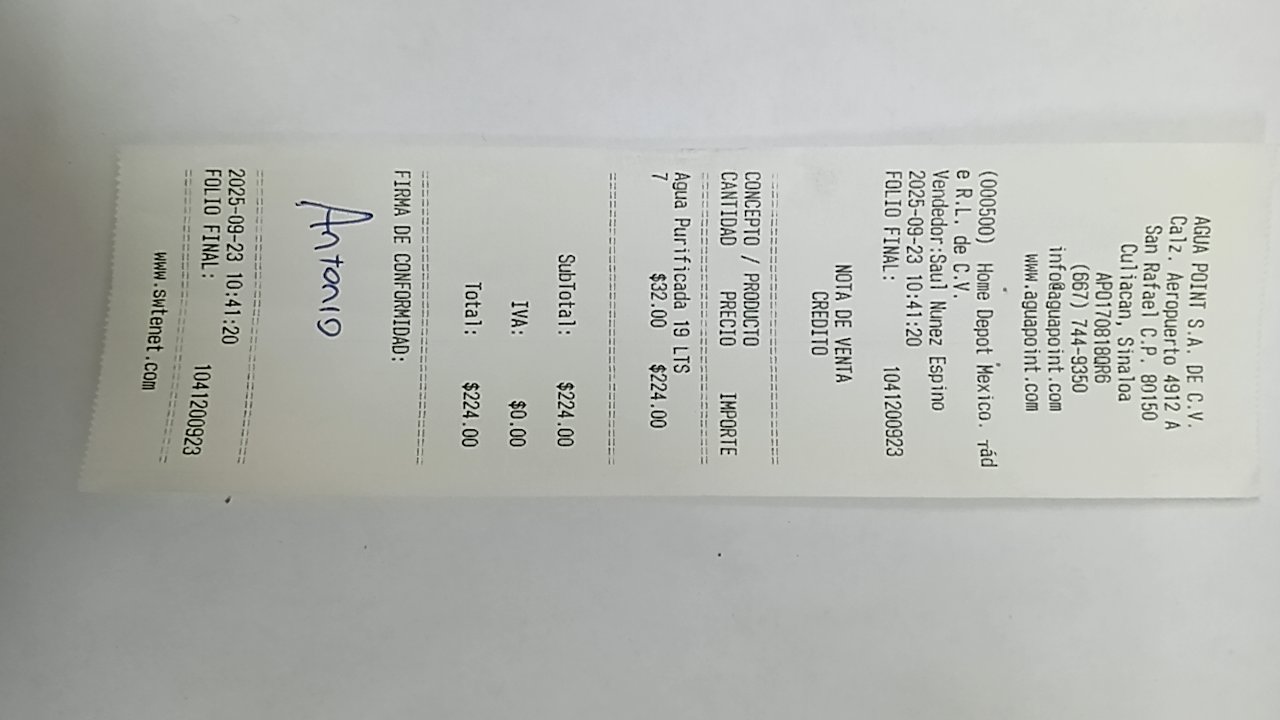 AGUA POINT S.A. DE C.V.
Calz. Aeropuerto 4912 A
San Rafael C.P. 80150
Culiacan, Sinaloa
APO170818QR6
(667) 744-9350
info@aguapoint.com
www.aguapoint.com
(000500) Home Depot Mexico. rád
e R.L. de C.V.
Vendedor:Saul Nunez Espino
2025-09-23 10:41:20
FOLIO FINAL: 1041200923
NOTA DE VENTA
CREDITO
-----------------------------
CONCEPTO / PRODUCTO
CANTIDAD PRECIO IMPORTE
-----------------------------
Agua Purificada 19 LTS
7 $32.00 $224.00
-----------------------------
SubTotal: $224.00
IVA: $0.00
Total: $224.00
-----------------------------
FIRMA DE CONFORMIDAD:
Antonio
-----------------------------
2025-09-23 10:41:20
FOLIO FINAL: 1041200923
-----------------------------
www.swtenet.com